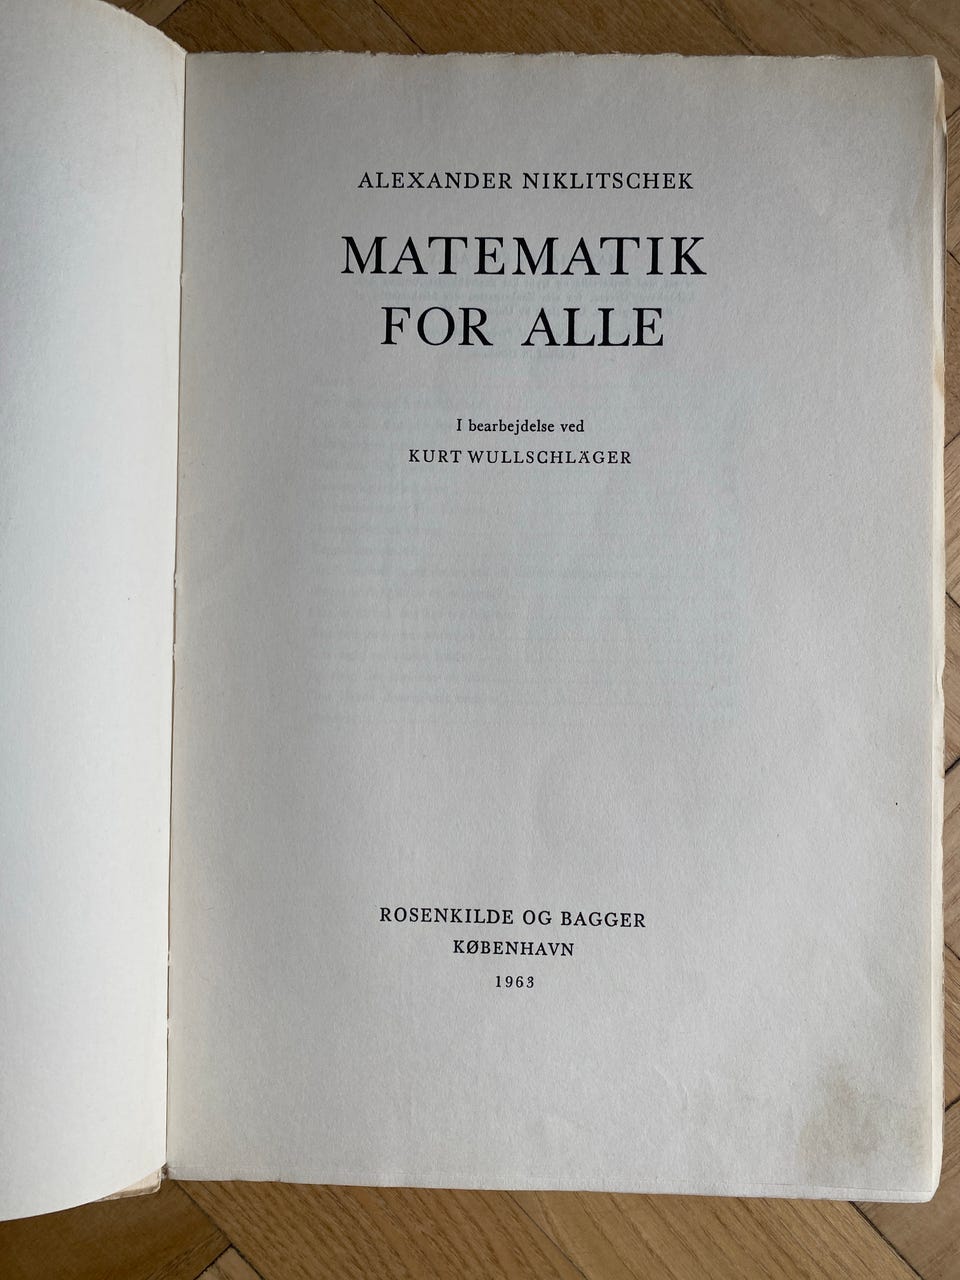 ALEXANDER NIKLITSCHEK
MATEMATIK
FOR ALLE
I bearbejdelse ved
KURT WULLSCHLÄGER
ROSENKILDE OG BAGGER
KØBENHAVN
1963